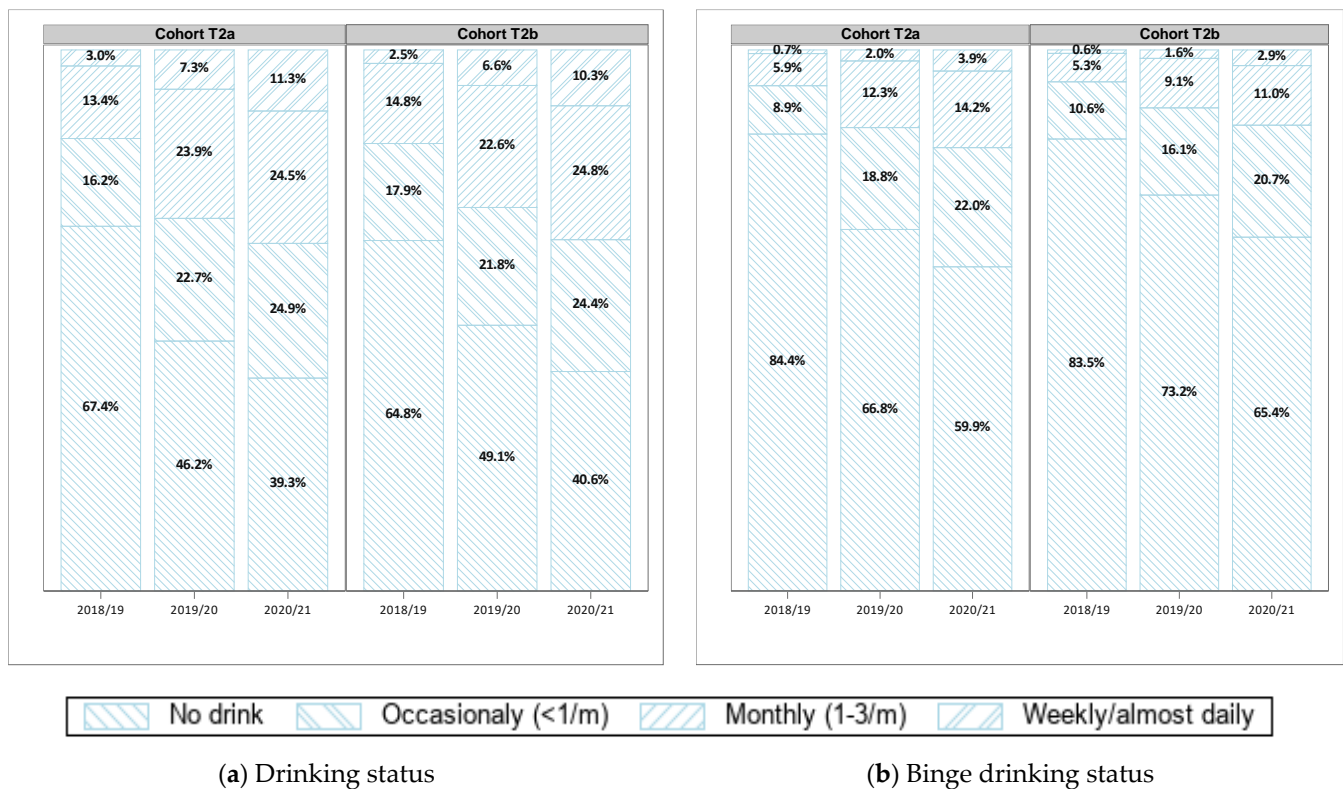 Cohort T2a Cohort T2b
3.0% 7.3% 11.3% 2.5% 6.6% 10.3%
13.4% 23.9% 24.5% 14.8% 22.6% 24.8%
16.2% 22.7% 24.9% 17.9% 21.8% 24.4%
67.4% 46.2% 39.3% 64.8% 49.1% 40.6%
2018/19 2019/20 2020/21 2018/19 2019/20 2020/21
Cohort T2a Cohort T2b
0.7% 2.0% 3.9% 0.6% 1.6% 2.9%
5.9% 12.3% 14.2% 5.3% 9.1% 11.0%
8.9% 18.8% 22.0% 10.6% 16.1% 20.7%
84.4% 66.8% 59.9% 83.5% 73.2% 65.4%
2018/19 2019/20 2020/21 2018/19 2019/20 2020/21
No drink Occasionaly (<1/m) Monthly (1-3/m) Weekly/almost daily
(a) Drinking status
(b) Binge drinking status